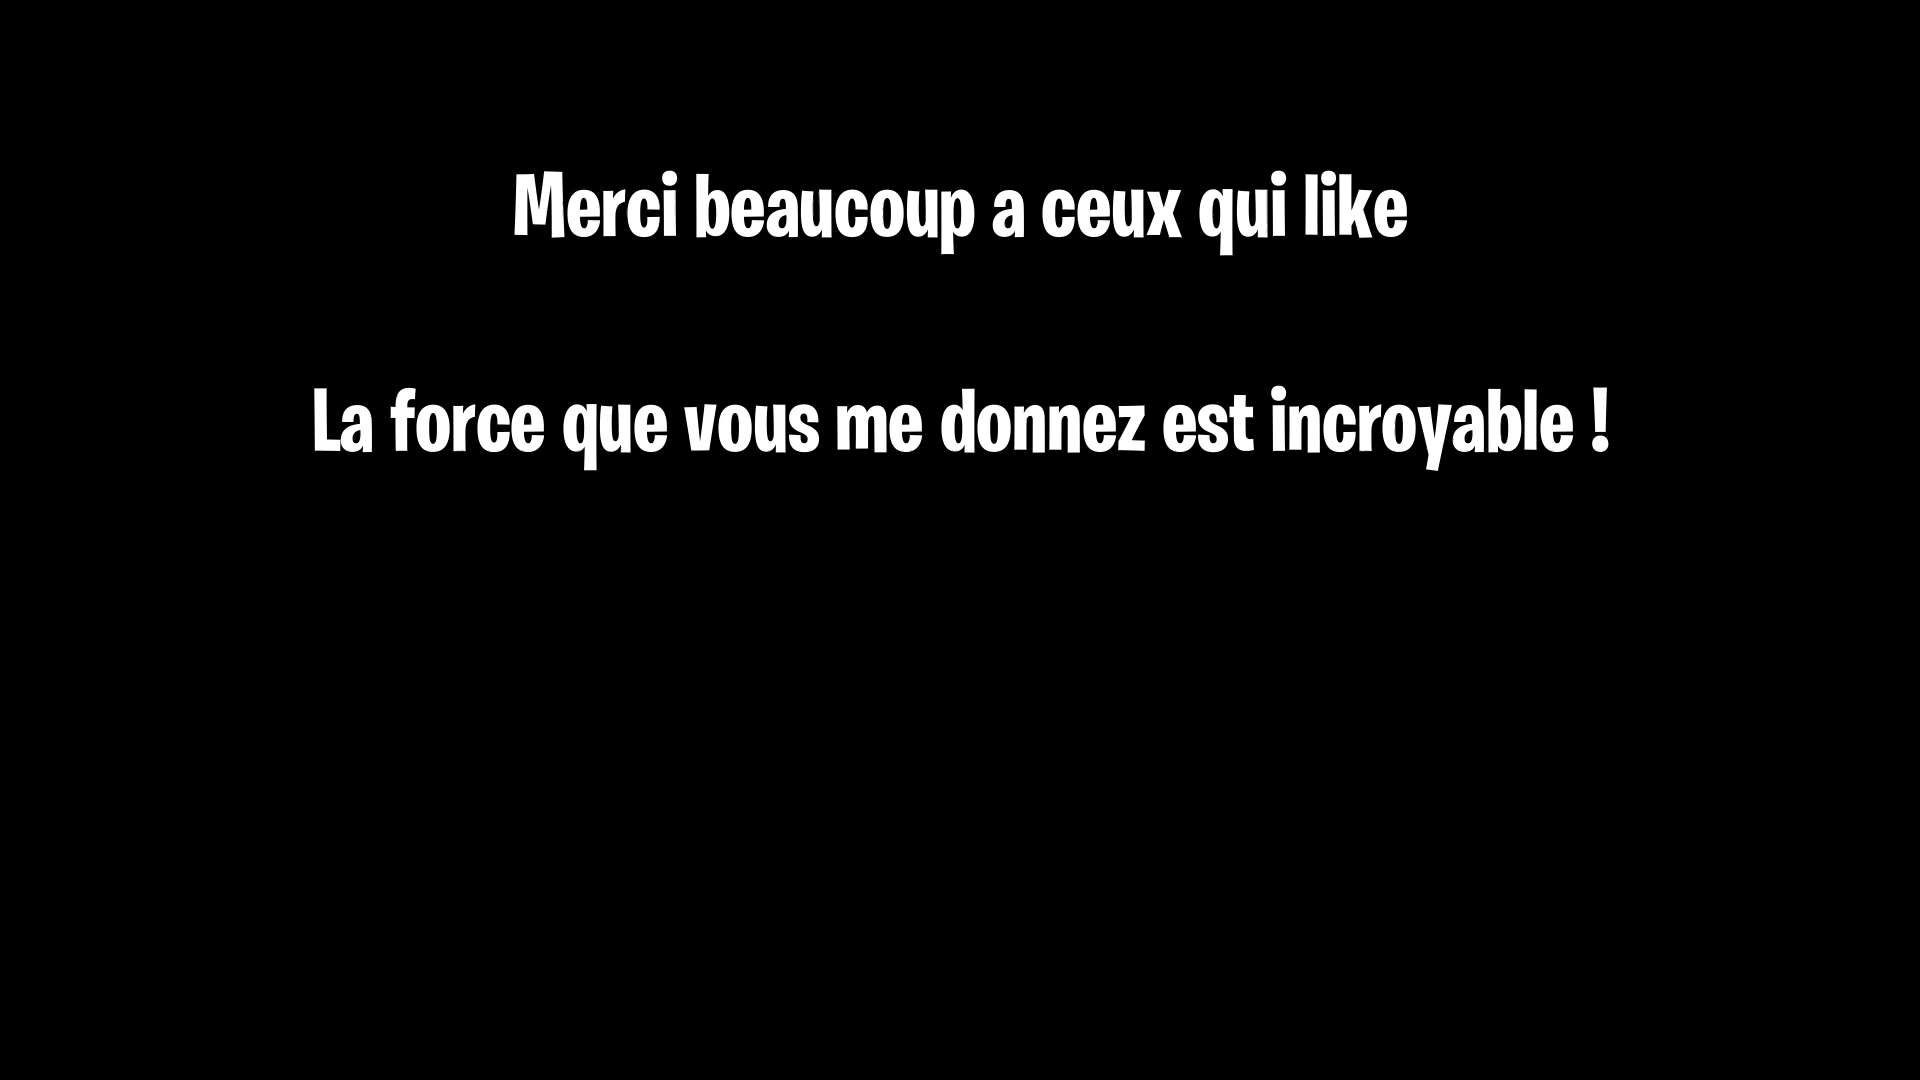 Merci beaucoup a ceux qui like
La force que vous me donnez est incroyable !